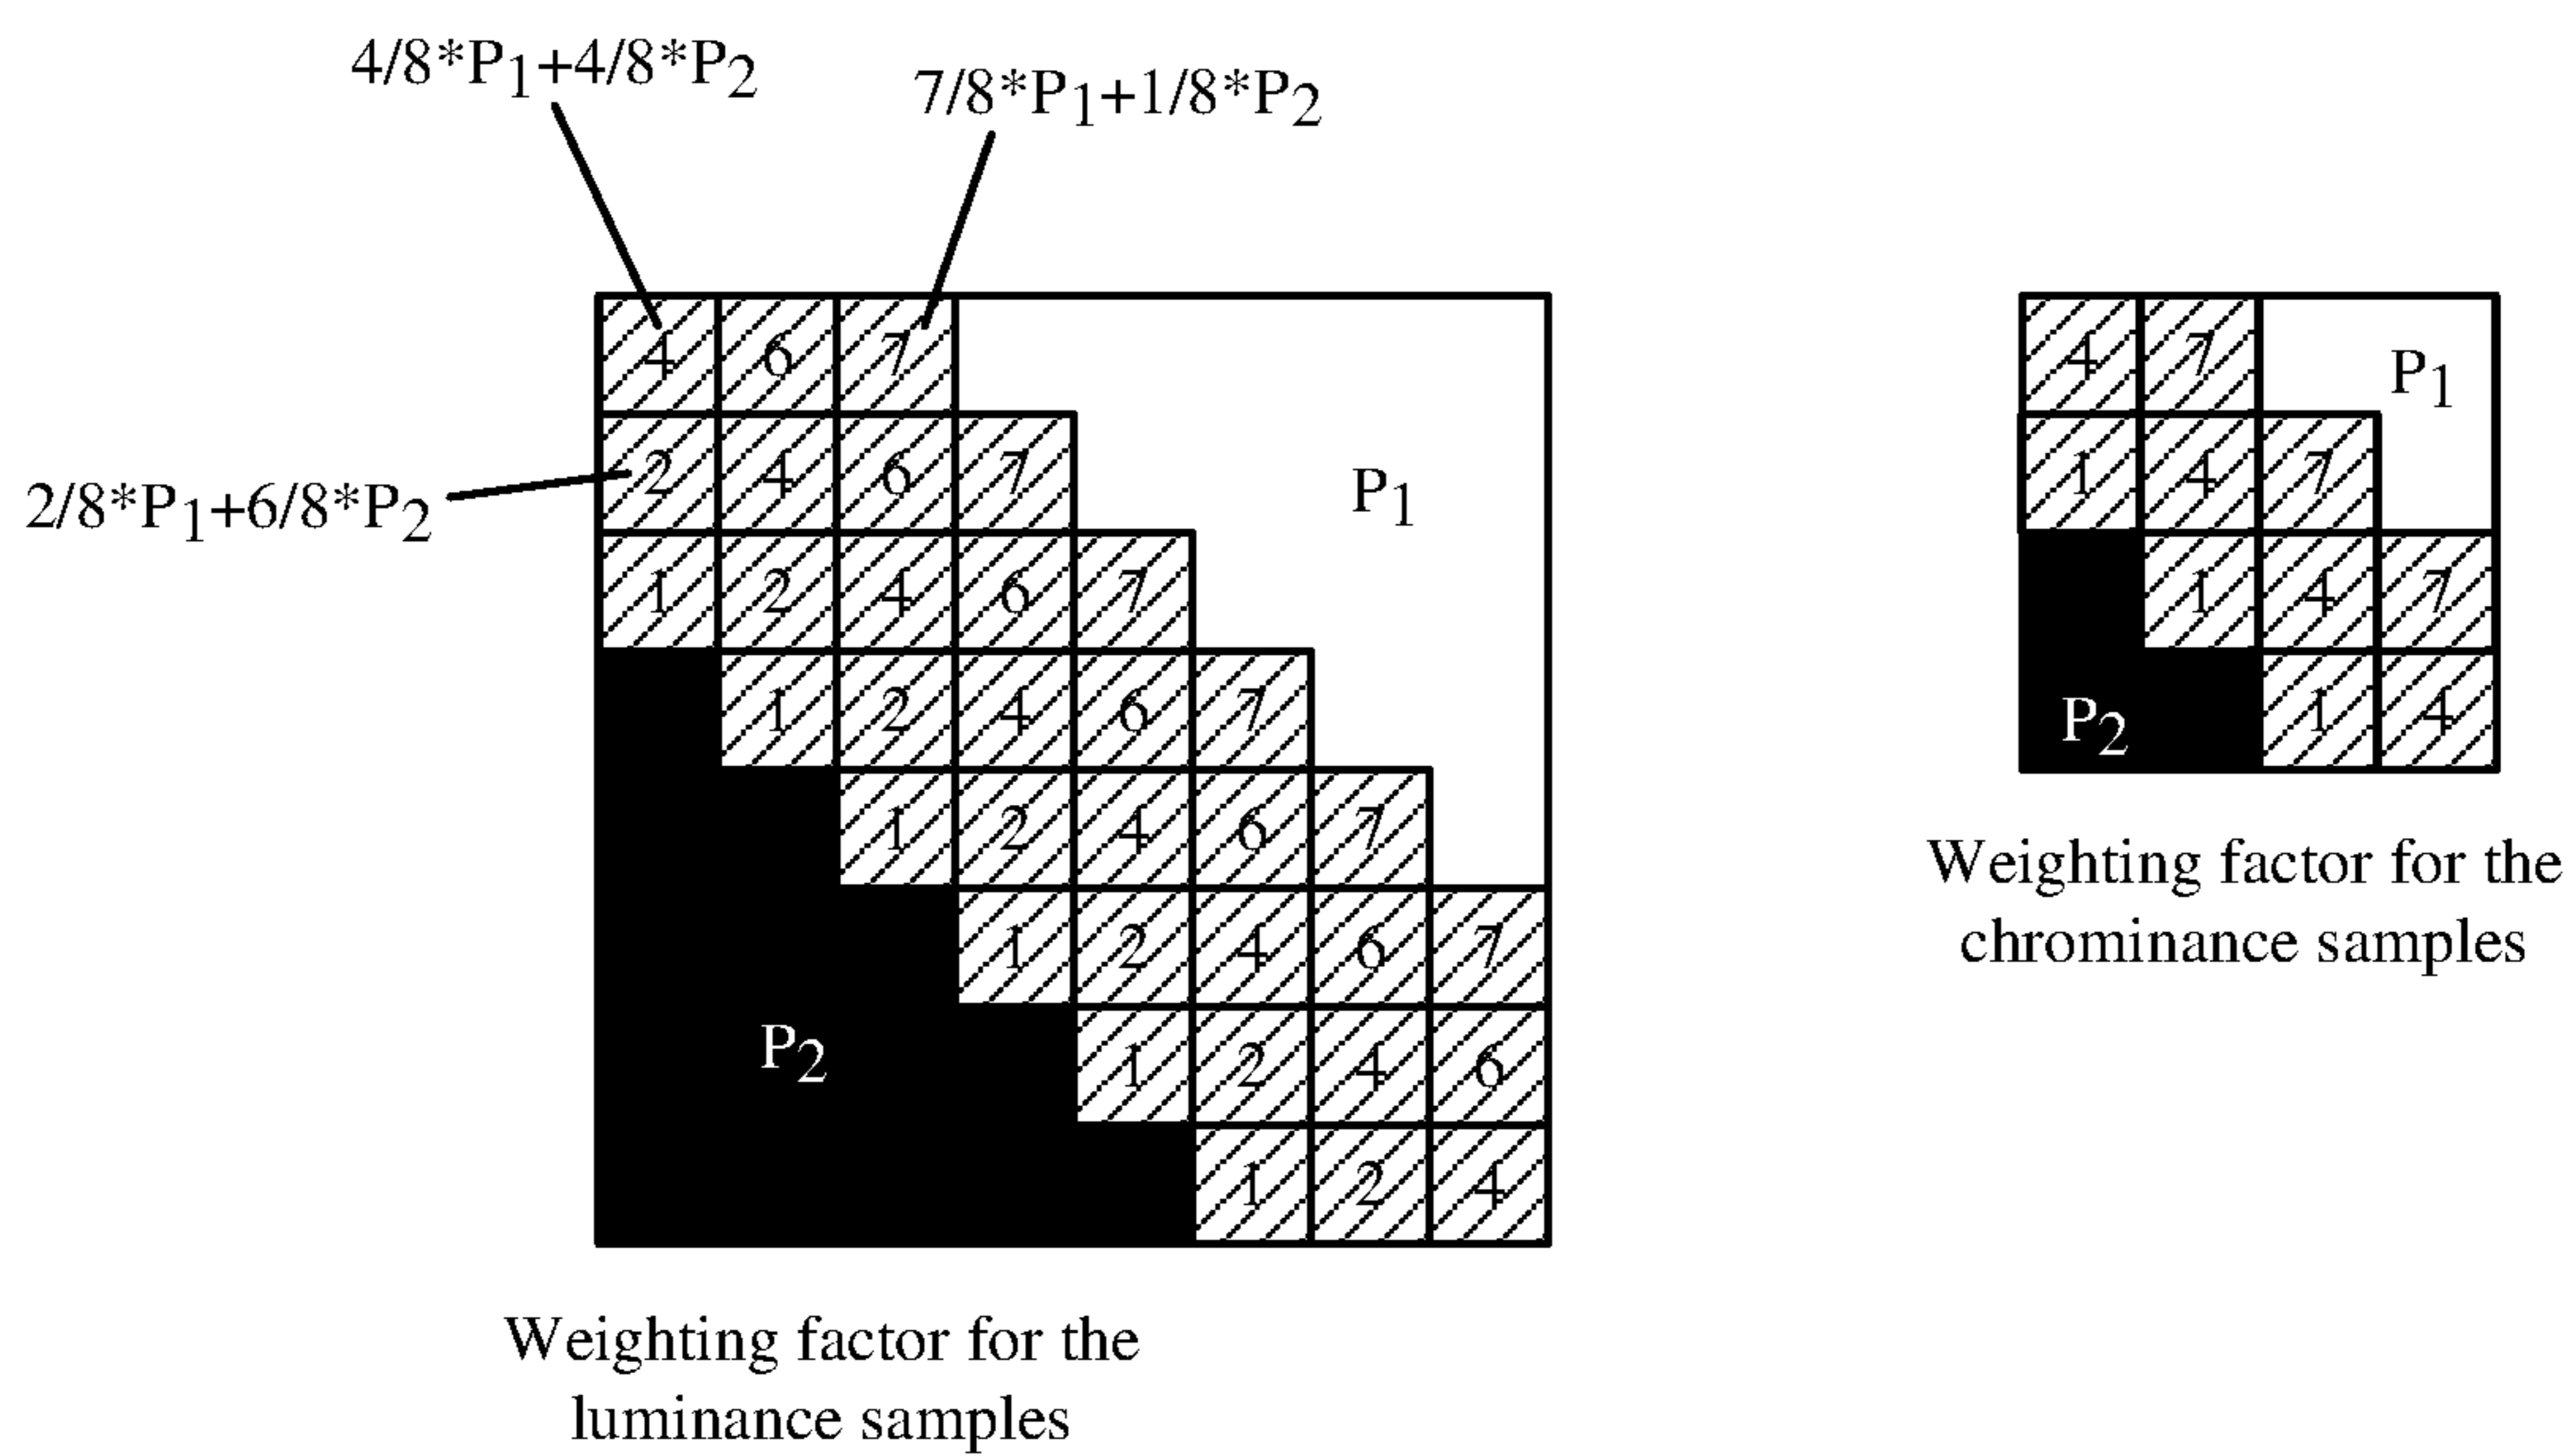 4/8*P1+4/8*P2
7/8*P1+1/8*P2
2/8*P1+6/8*P2
4 6 7
2 4 6 7
P1
1 2 4 6 7
1 2 4 6 7
1 2 4 6 7
1 2 4 6 7
P2
1 2 4 6
1 2 4
Weighting factor for the
luminance samples
4 7
P1
1 4 7
1 4 7
P2
1 4
Weighting factor for the
chrominance samples